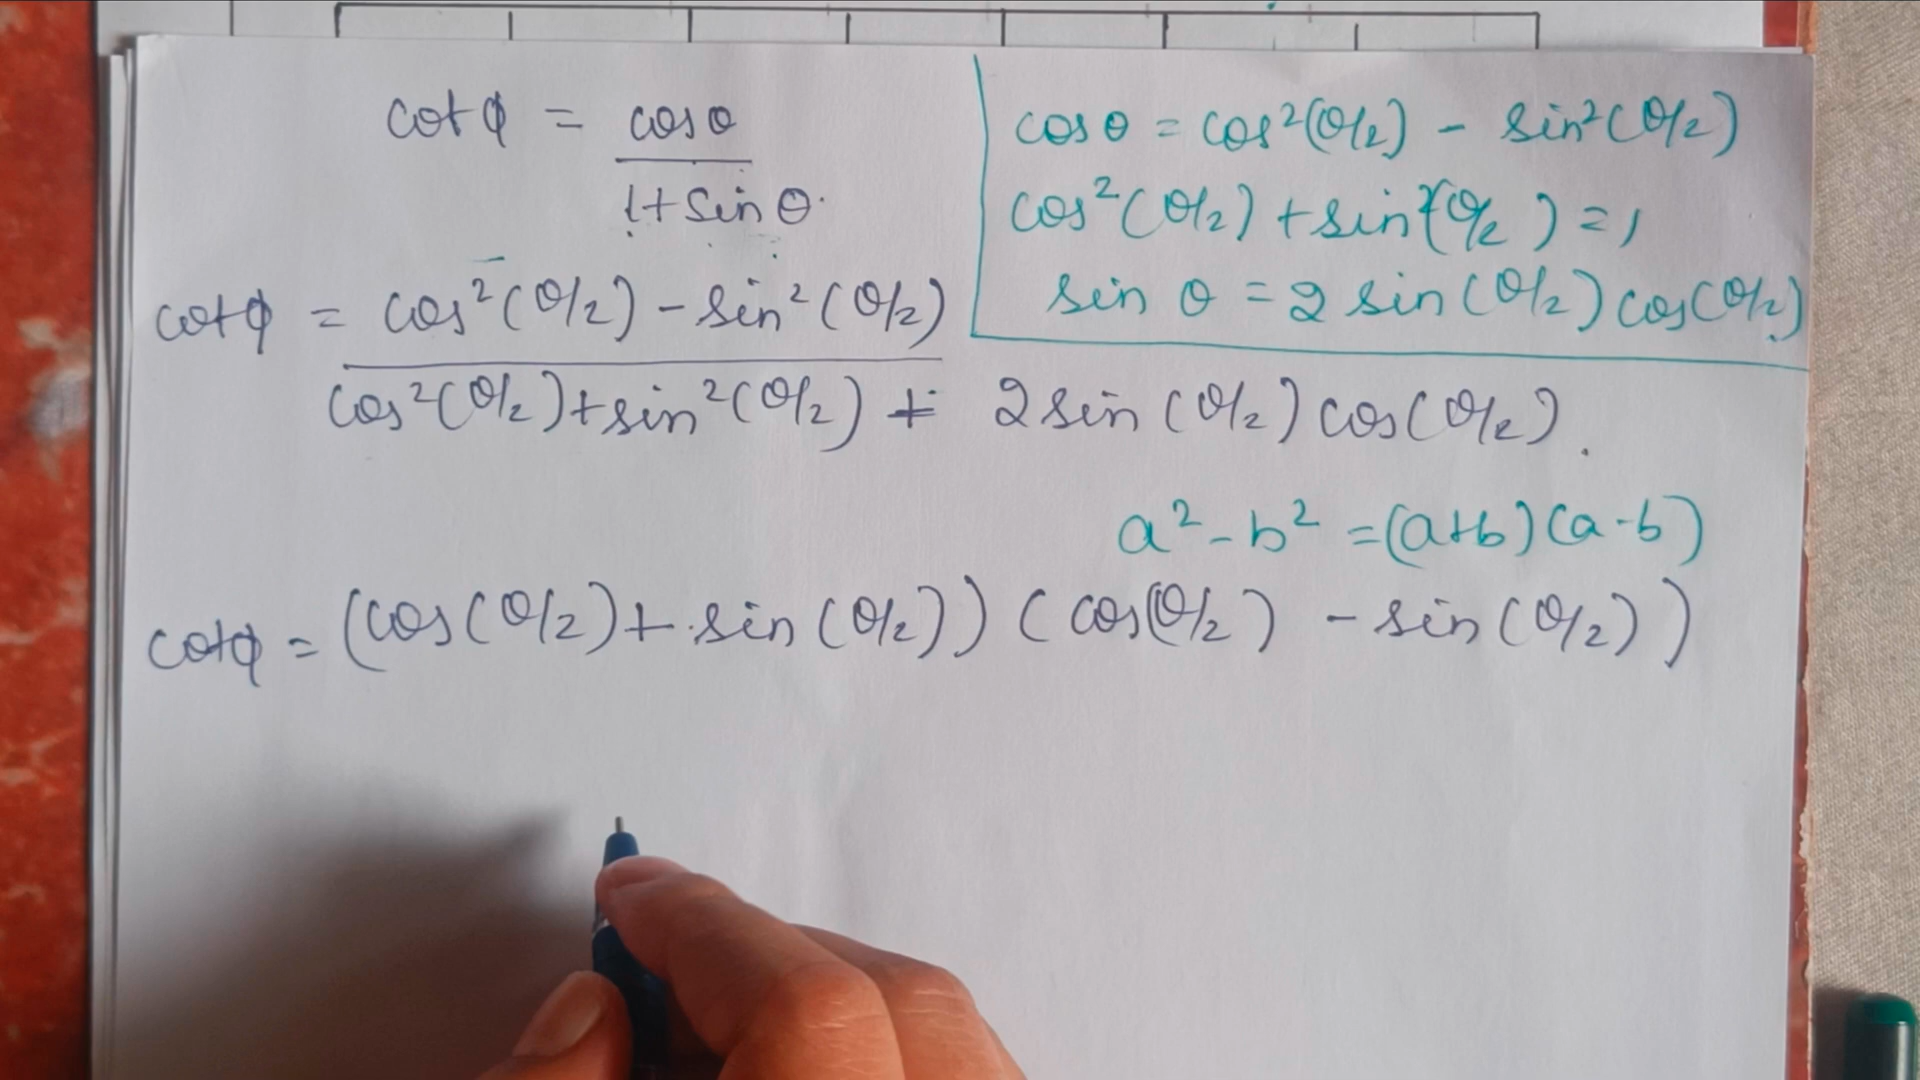 cot φ = cos θ
1 + sin θ.
cos θ = cos²(θ/2) - sin²(θ/2)
cos²(θ/2) + sin²(θ/2) = 1
sin θ = 2 sin(θ/2) cos(θ/2)
cot φ = cos²(θ/2) - sin²(θ/2)
cos²(θ/2) + sin²(θ/2) + 2 sin(θ/2) cos(θ/2).
a² - b² = (a+b)(a-b)
cot φ = (cos(θ/2) + sin(θ/2)) (cos(θ/2) - sin(θ/2))